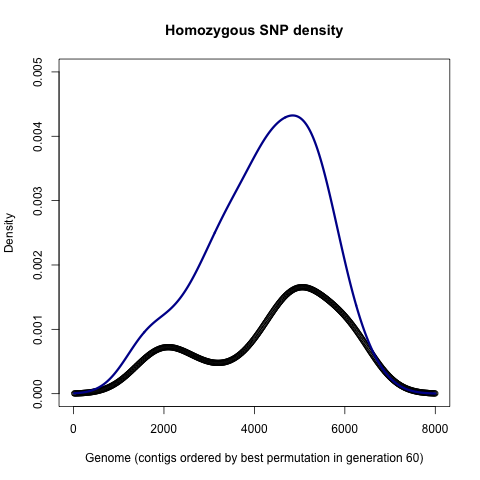 Homozygous SNP density
0.005
0.004
0.003
0.002
0.001
0.000
Density
0 2000 4000 6000 8000
Genome (contigs ordered by best permutation in generation 60)